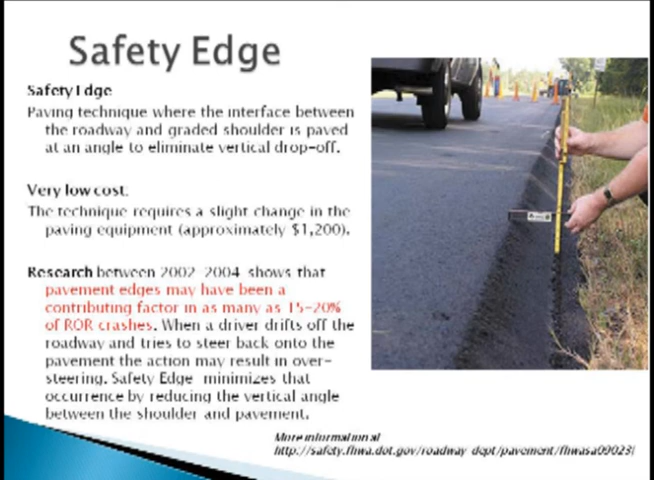 Safety Edge
Safety Edge
Paving technique where the interface between
the roadway and graded shoulder is paved
at an angle to eliminate vertical drop-off.
Very low cost:
The technique requires a slight change in the
paving equipment (approximately $1,200).
Research between 2002-2004 shows that
pavement edges may have been a
contributing factor in as many as 15-20%
of ROR crashes. When a driver drifts off the
roadway and tries to steer back onto the
pavement the action may result in over-
steering. Safety Edge minimizes that
occurrence by reducing the vertical angle
between the shoulder and pavement.
More information at
http://safety.fhwa.dot.gov/roadway_dept/pavement/fhwasa09023/